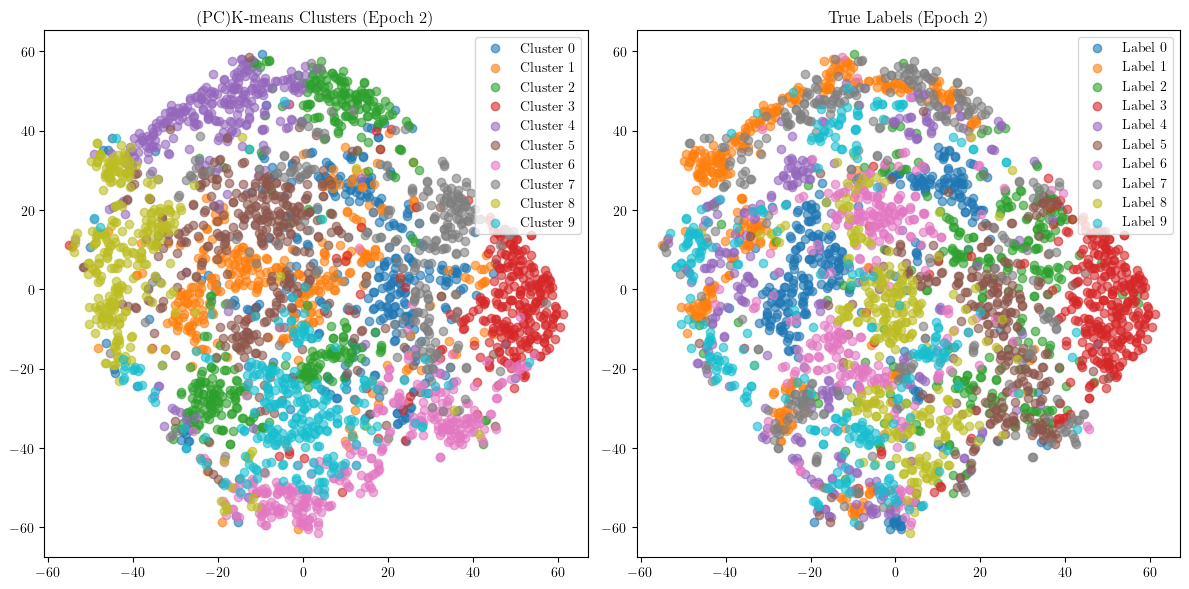 (PC)K-means Clusters (Epoch 2)
60
40
20
0
−20
−40
−60
−60
−40
−20
0
20
40
60
Cluster 0
Cluster 1
Cluster 2
Cluster 3
Cluster 4
Cluster 5
Cluster 6
Cluster 7
Cluster 8
Cluster 9
True Labels (Epoch 2)
60
40
20
0
−20
−40
−60
−60
−40
−20
0
20
40
60
Label 0
Label 1
Label 2
Label 3
Label 4
Label 5
Label 6
Label 7
Label 8
Label 9